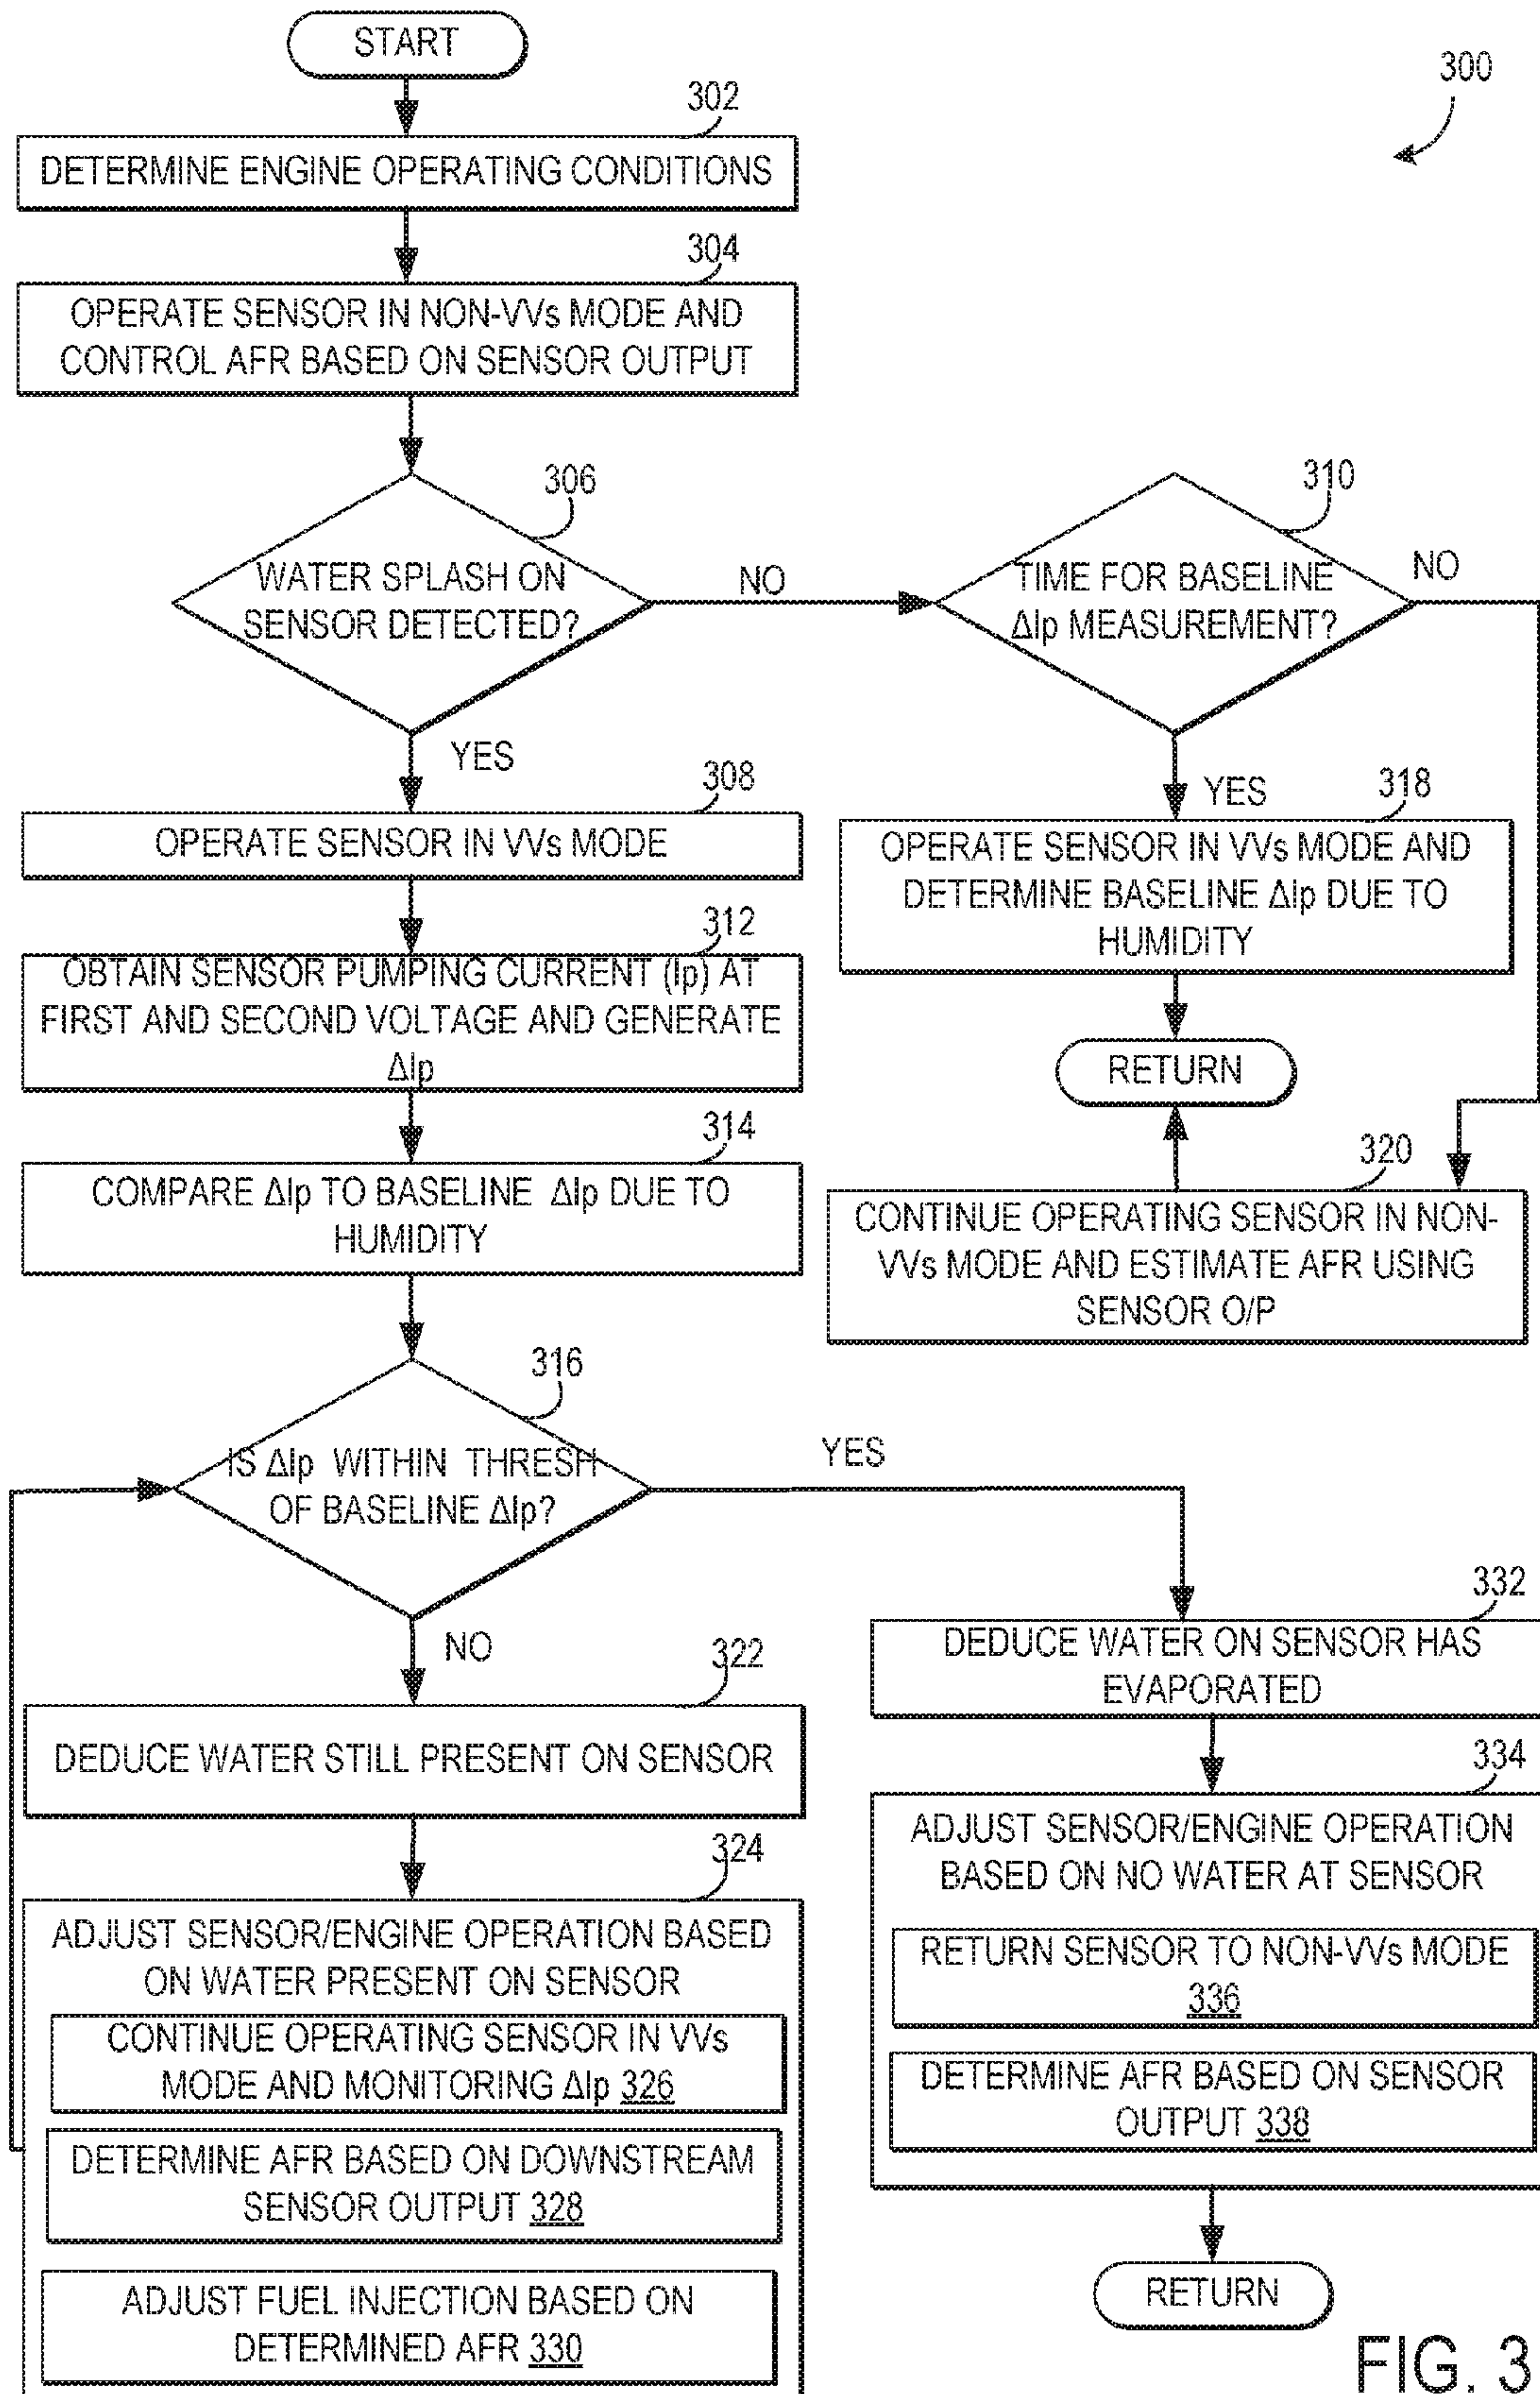 START
300
302
DETERMINE ENGINE OPERATING CONDITIONS
304
OPERATE SENSOR IN NON-VVs MODE AND
CONTROL AFR BASED ON SENSOR OUTPUT
306
WATER SPLASH ON
SENSOR DETECTED?
NO
310
TIME FOR BASELINE
ΔIp MEASUREMENT?
NO
YES
308
OPERATE SENSOR IN VVs MODE
YES
318
OPERATE SENSOR IN VVs MODE AND
DETERMINE BASELINE ΔIp DUE TO
HUMIDITY
312
OBTAIN SENSOR PUMPING CURRENT (Ip) AT
FIRST AND SECOND VOLTAGE AND GENERATE
ΔIp
RETURN
314
COMPARE ΔIp TO BASELINE ΔIp DUE TO
HUMIDITY
320
CONTINUE OPERATING SENSOR IN NON-
VVs MODE AND ESTIMATE AFR USING
SENSOR O/P
316
IS ΔIp WITHIN THRESH
OF BASELINE ΔIp?
YES
NO
322
DEDUCE WATER STILL PRESENT ON SENSOR
332
DEDUCE WATER ON SENSOR HAS
EVAPORATED
324
ADJUST SENSOR/ENGINE OPERATION BASED
ON WATER PRESENT ON SENSOR
CONTINUE OPERATING SENSOR IN VVs
MODE AND MONITORING ΔIp 326
DETERMINE AFR BASED ON DOWNSTREAM
SENSOR OUTPUT 328
ADJUST FUEL INJECTION BASED ON
DETERMINED AFR 330
334
ADJUST SENSOR/ENGINE OPERATION
BASED ON NO WATER AT SENSOR
RETURN SENSOR TO NON-VVs MODE
336
DETERMINE AFR BASED ON SENSOR
OUTPUT 338
RETURN
FIG. 3